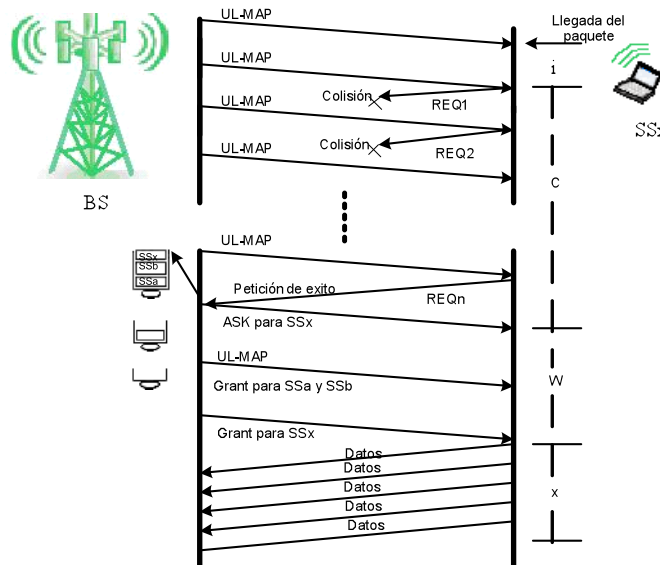 UL-MAP
Llegada del
paquete
UL-MAP
i
Colisión
REQ1
UL-MAP
Colisión
REQ2
UL-MAP
C
BS
UL-MAP
SSx
SSb
SSa
Petición de exito
REQn
ASK para SSx
UL-MAP
W
Grant para SSa y SSb
Grant para SSx
Datos
Datos
Datos
Datos
Datos
x